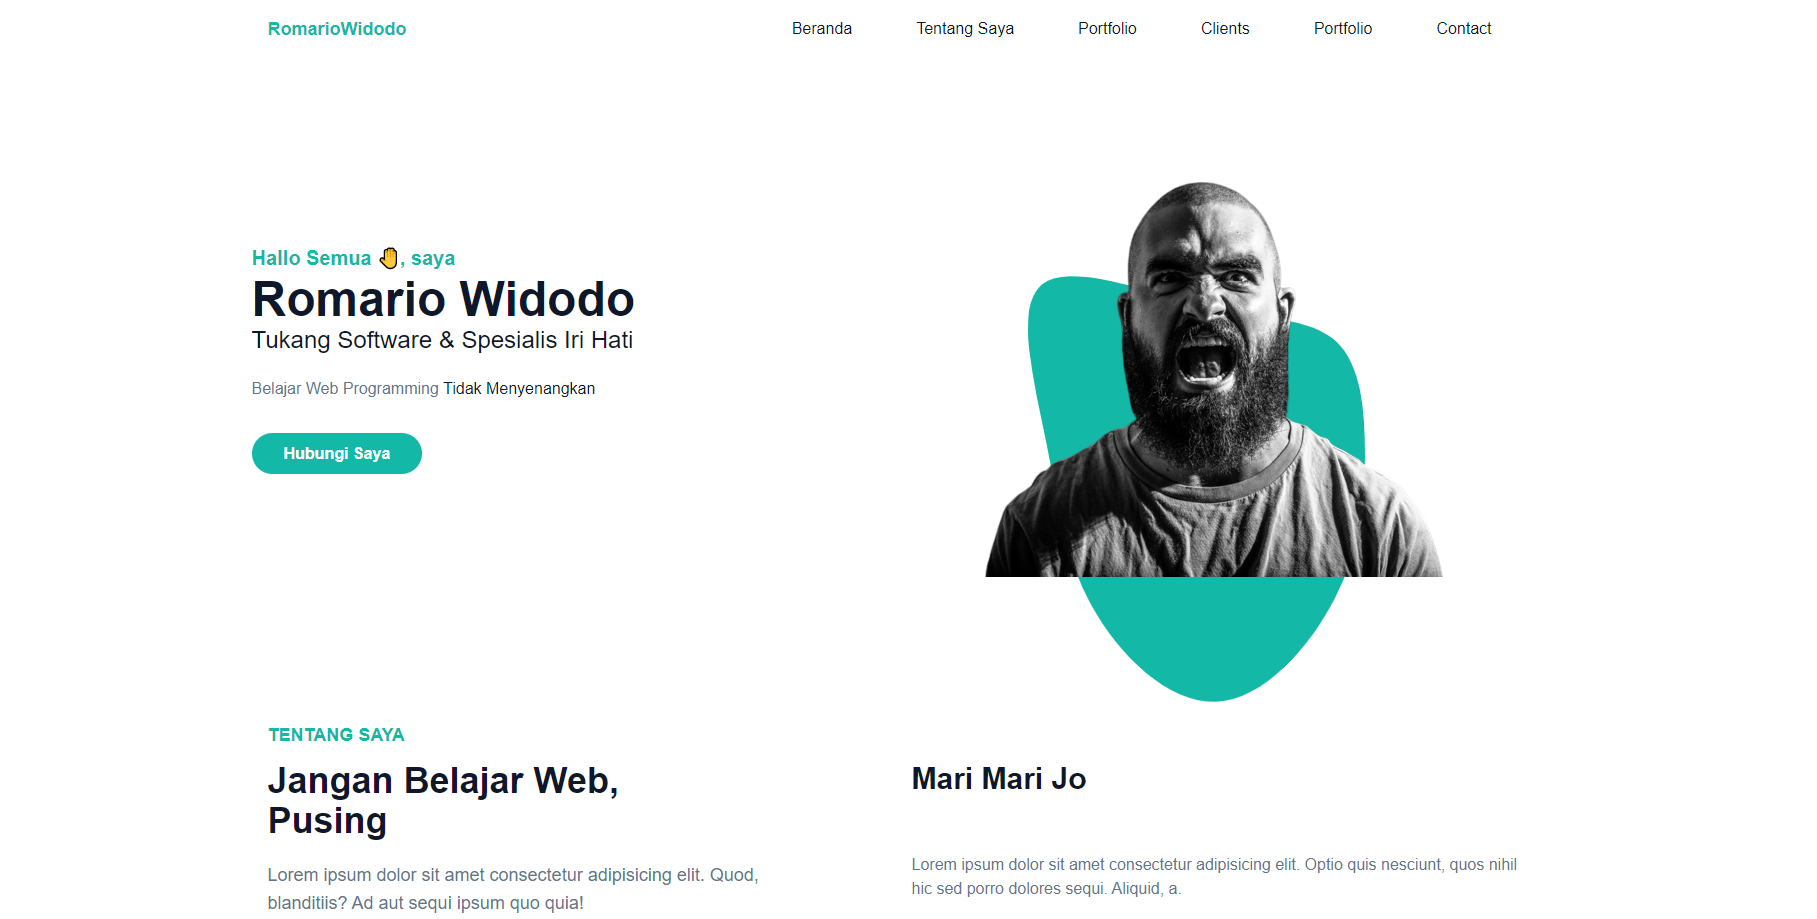 RomarioWidodo
Beranda
Tentang Saya
Portfolio
Clients
Portfolio
Contact
Hallo Semua 🤚, saya
Romario Widodo
Tukang Software & Spesialis Iri Hati
Belajar Web Programming Tidak Menyenangkan
Hubungi Saya
TENTANG SAYA
Jangan Belajar Web,
Pusing
Lorem ipsum dolor sit amet consectetur adipisicing elit. Quod,
blanditiis? Ad aut sequi ipsum quo quia!
Mari Mari Jo
Lorem ipsum dolor sit amet consectetur adipisicing elit. Optio quis nesciunt, quos nihil
hic sed porro dolores sequi. Aliquid, a.